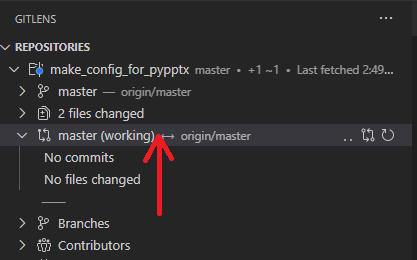 GITLENS
REPOSITORIES
make_config_for_pypptx master • +1 ~1 • Last fetched 2:49...
master — origin/master
2 files changed
master (working) ↔ origin/master
No commits
No files changed
Branches
Contributors